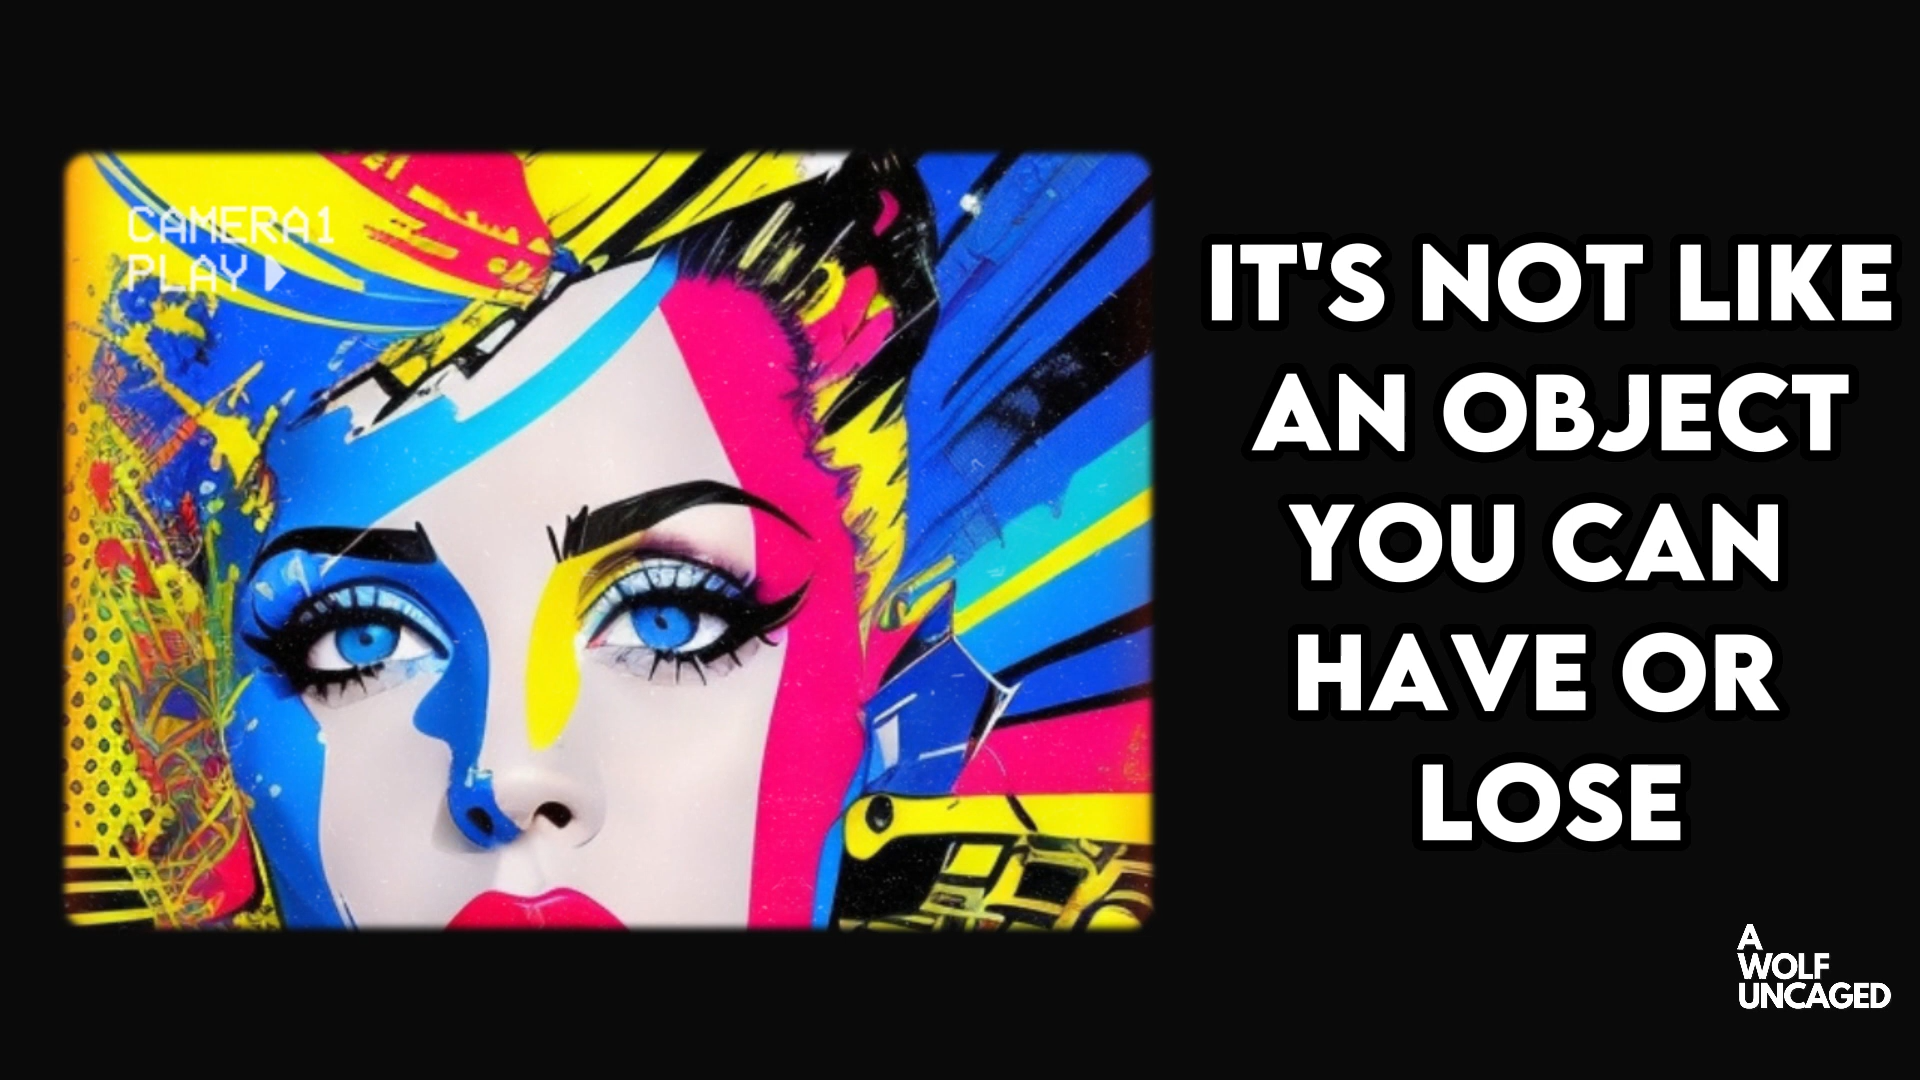 CAMERA1
PLAY
IT'S NOT LIKE
AN OBJECT
YOU CAN
HAVE OR
LOSE
A
WOLF
UNCAGED